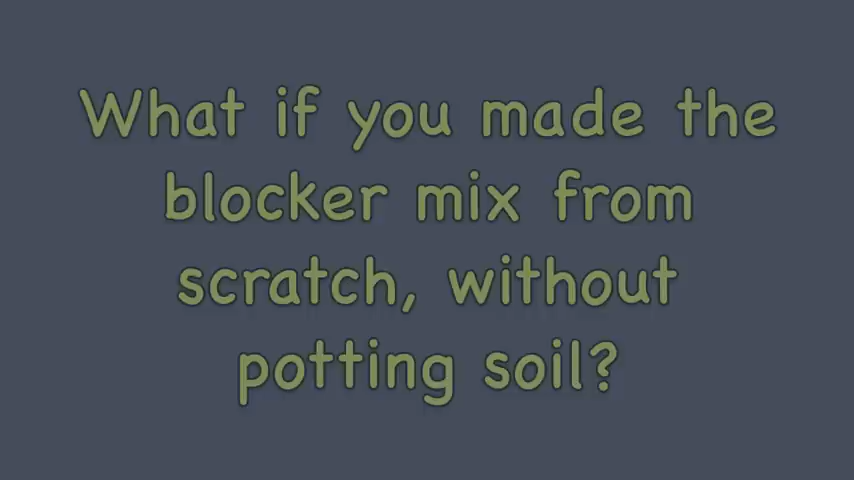 What if you made the
blocker mix from
scratch, without
potting soil?